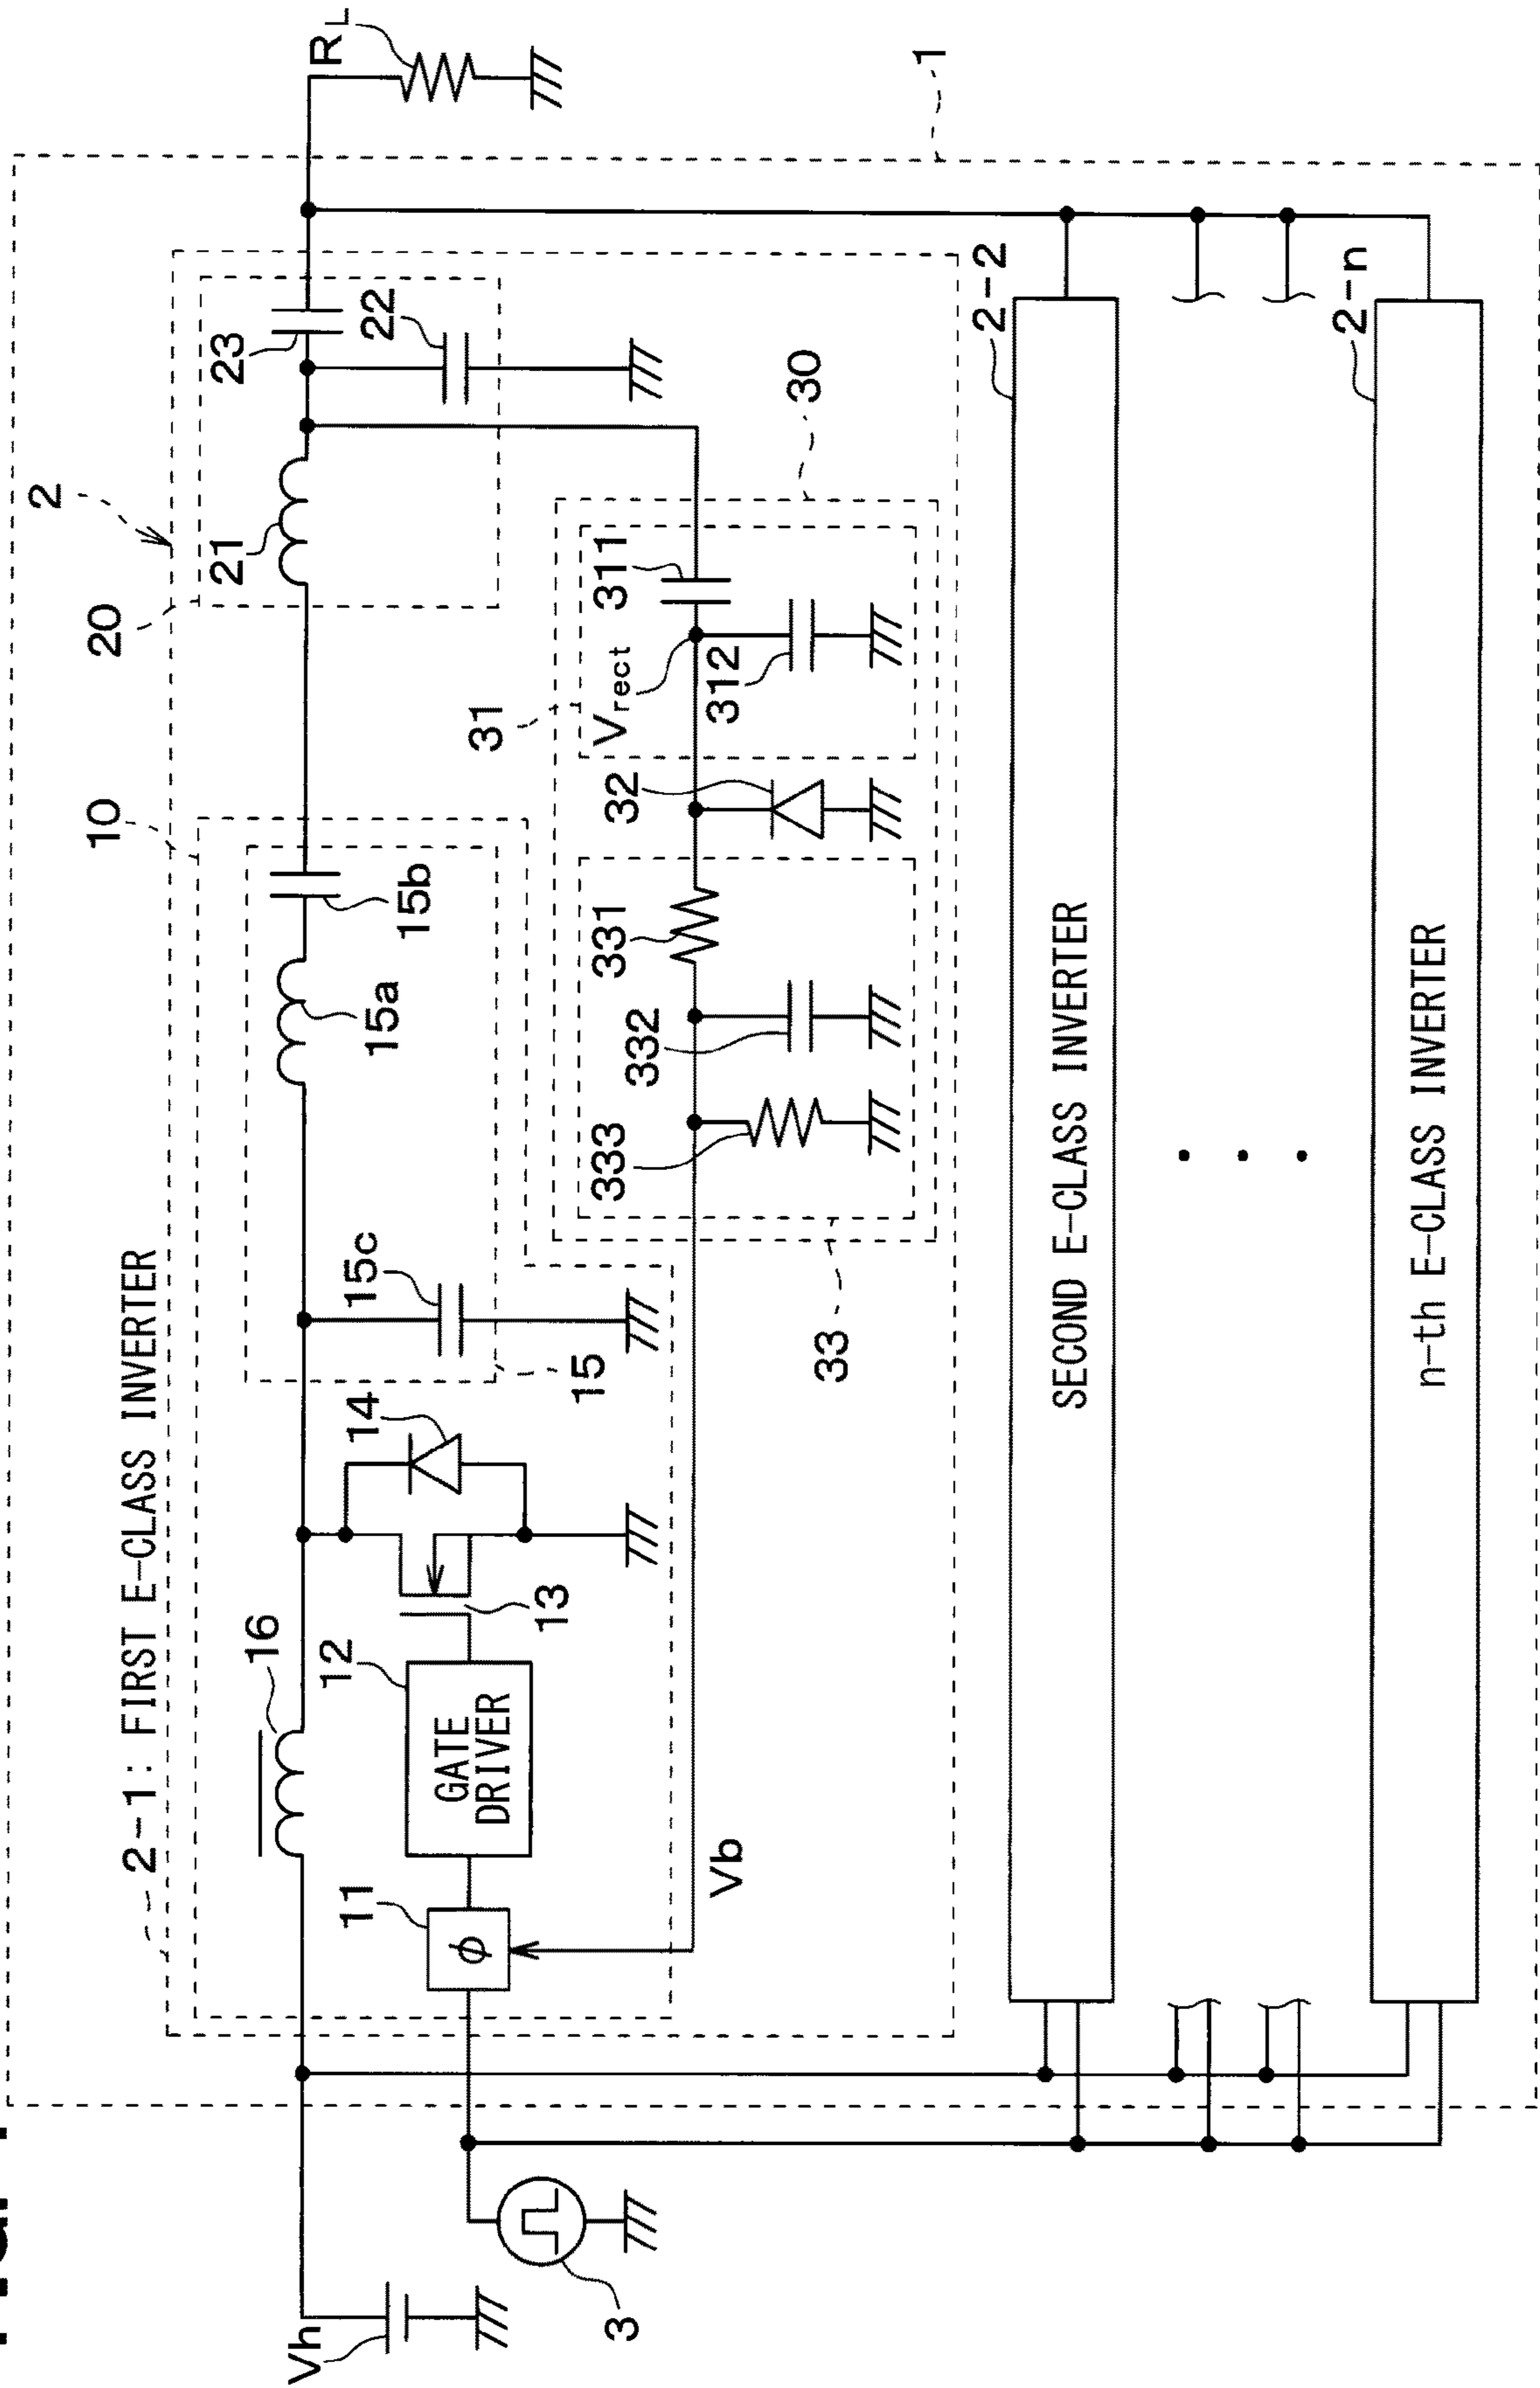 R_L
1
2
20
21
23
22
30
31
311
V_rect
312
32
331
332
333
33
10
15b
15a
15c
15
14
13
16
12
GATE
DRIVER
11
φ
Vb
2-1: FIRST E-CLASS INVERTER
2-2
SECOND E-CLASS INVERTER
2-n
n-th E-CLASS INVERTER
Vh
3